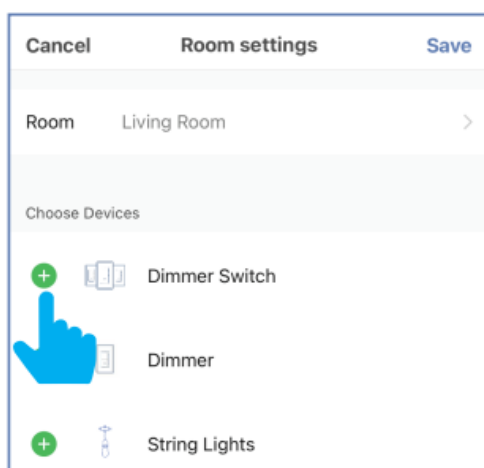 Cancel Room settings Save
Room Living Room
Choose Devices
Dimmer Switch
Dimmer
String Lights